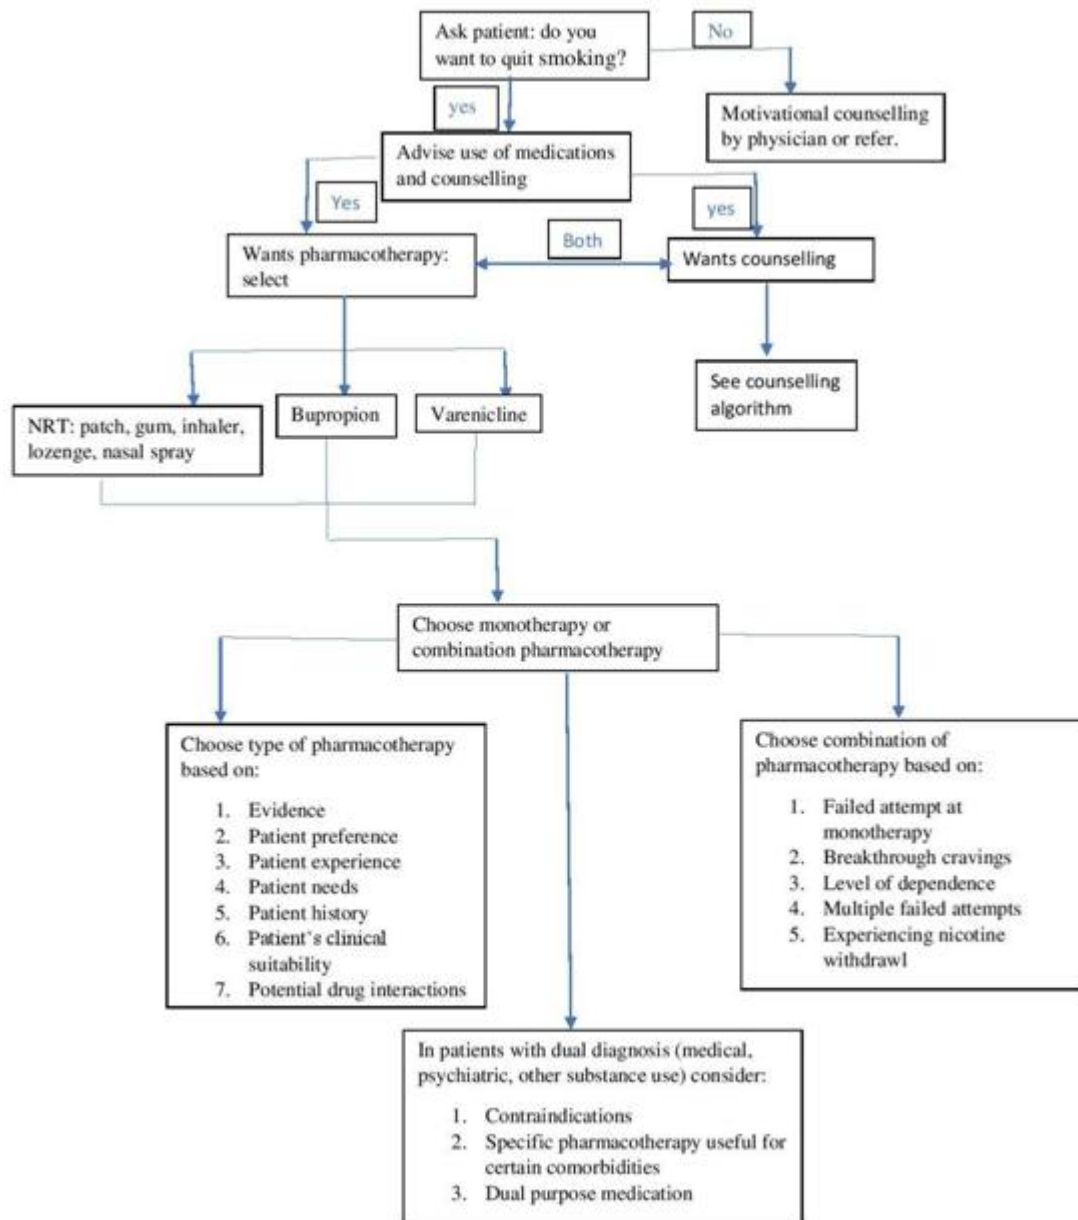 Ask patient: do you
want to quit smoking?
No
yes
Motivational counselling
by physician or refer.
Advise use of medications
and counselling
Yes
yes
Wants pharmacotherapy:
select
Both
Wants counselling
See counselling
algorithm
NRT: patch, gum, inhaler,
lozenge, nasal spray
Bupropion
Varenicline
Choose monotherapy or
combination pharmacotherapy
Choose type of pharmacotherapy
based on:
1. Evidence
2. Patient preference
3. Patient experience
4. Patient needs
5. Patient history
6. Patient's clinical
suitability
7. Potential drug interactions
Choose combination of
pharmacotherapy based on:
1. Failed attempt at
monotherapy
2. Breakthrough cravings
3. Level of dependence
4. Multiple failed attempts
5. Experiencing nicotine
withdrawl
In patients with dual diagnosis (medical,
psychiatric, other substance use) consider:
1. Contraindications
2. Specific pharmacotherapy useful for
certain comorbidities
3. Dual purpose medication